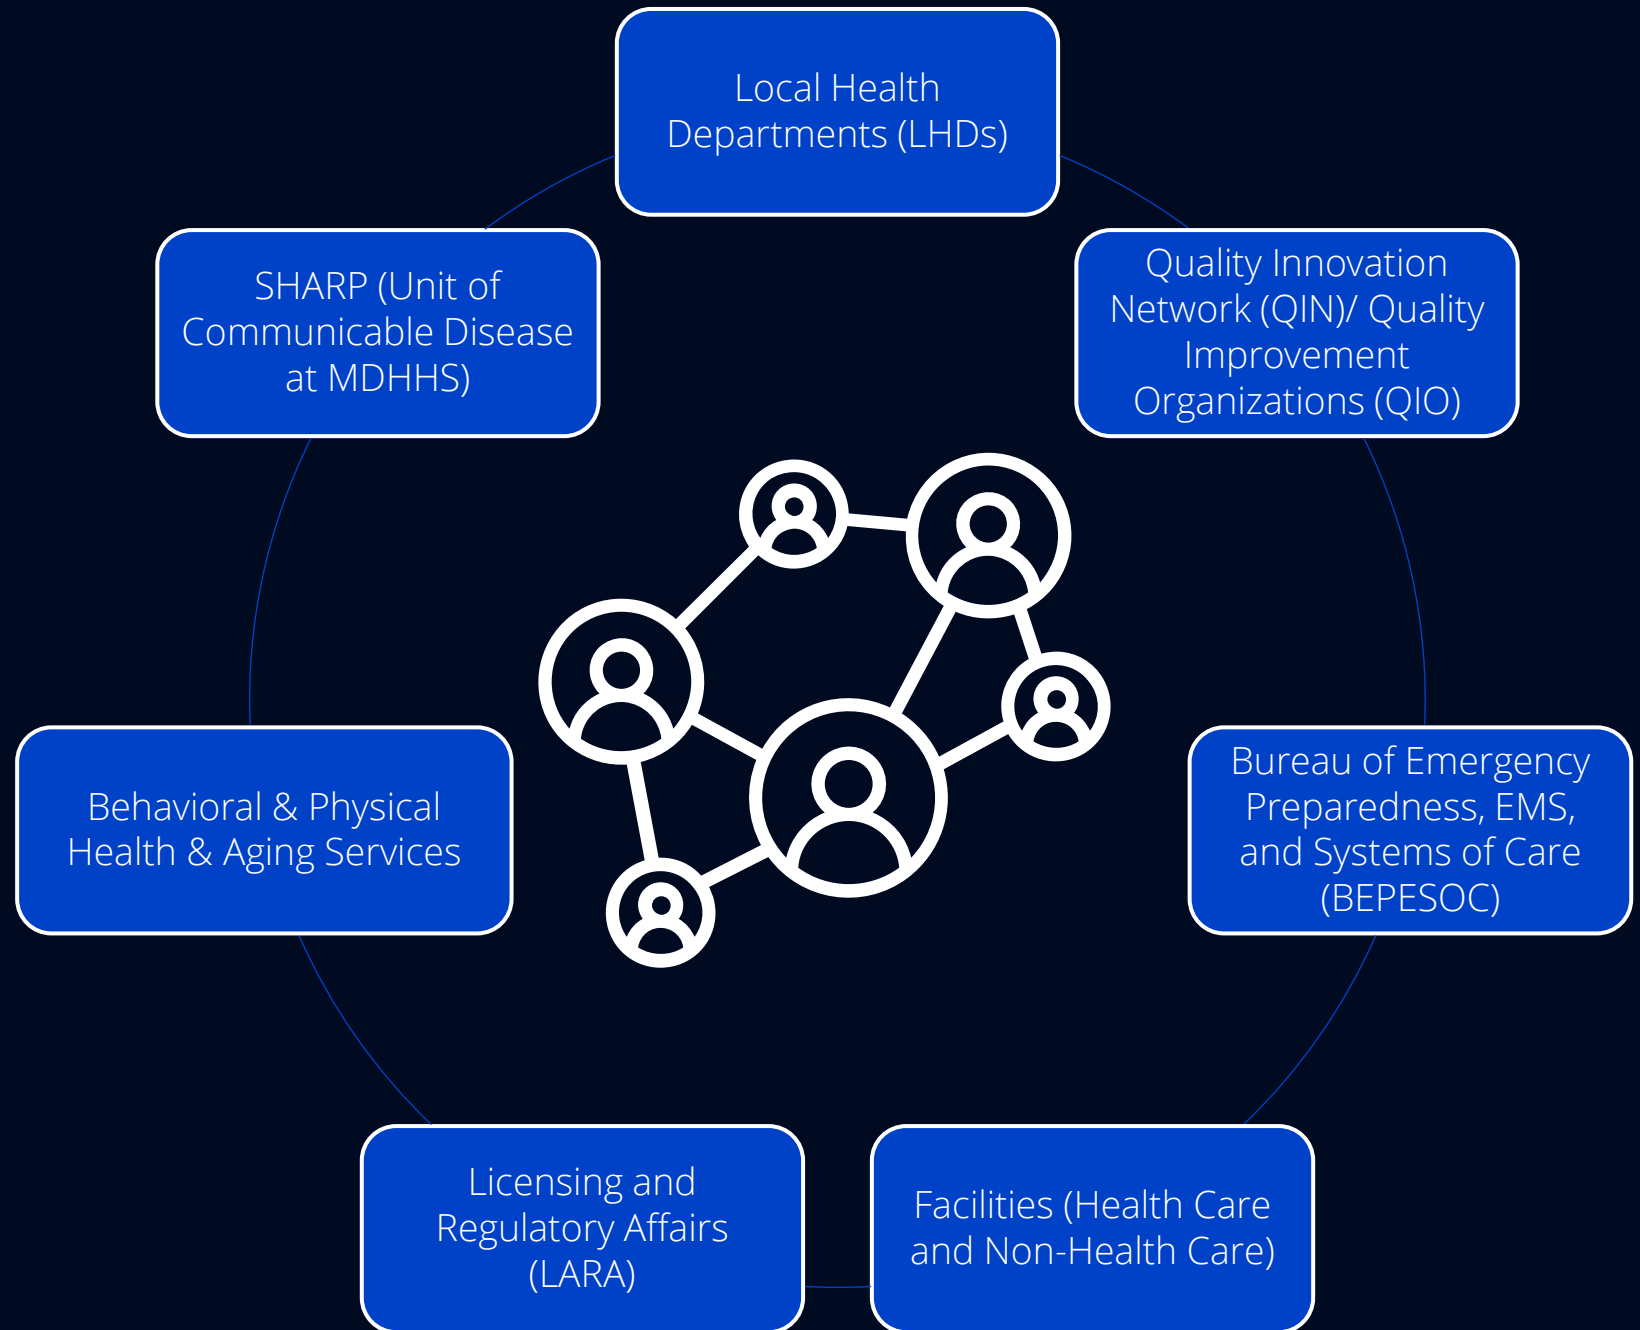 Local Health
Departments (LHDs)
Quality Innovation
Network (QIN)/ Quality
Improvement
Organizations (QIO)
Bureau of Emergency
Preparedness, EMS,
and Systems of Care
(BEPESOC)
Facilities (Health Care
and Non-Health Care)
Licensing and
Regulatory Affairs
(LARA)
Behavioral & Physical
Health & Aging Services
SHARP (Unit of
Communicable Disease
at MDHHS)